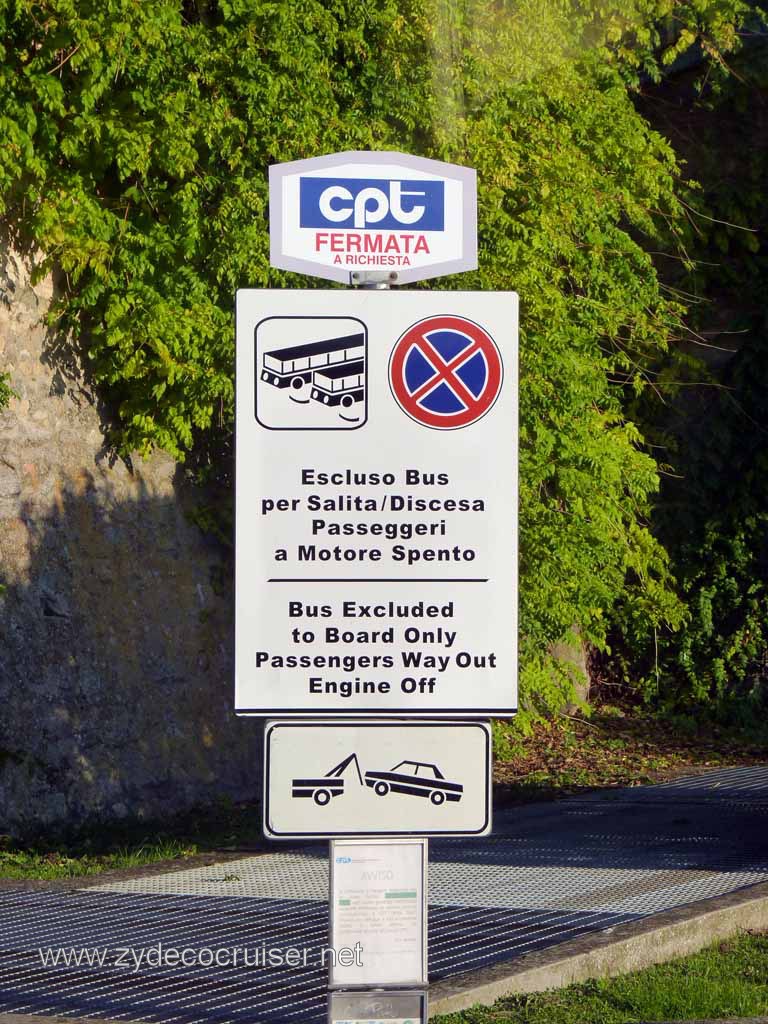 cpt
FERMATA
A RICHIESTA
Escluso Bus
per Salita/Discesa
Passeggeri
a Motore Spento
Bus Excluded
to Board Only
Passengers Way Out
Engine Off
AVVISO
www.zydecocruiser.net